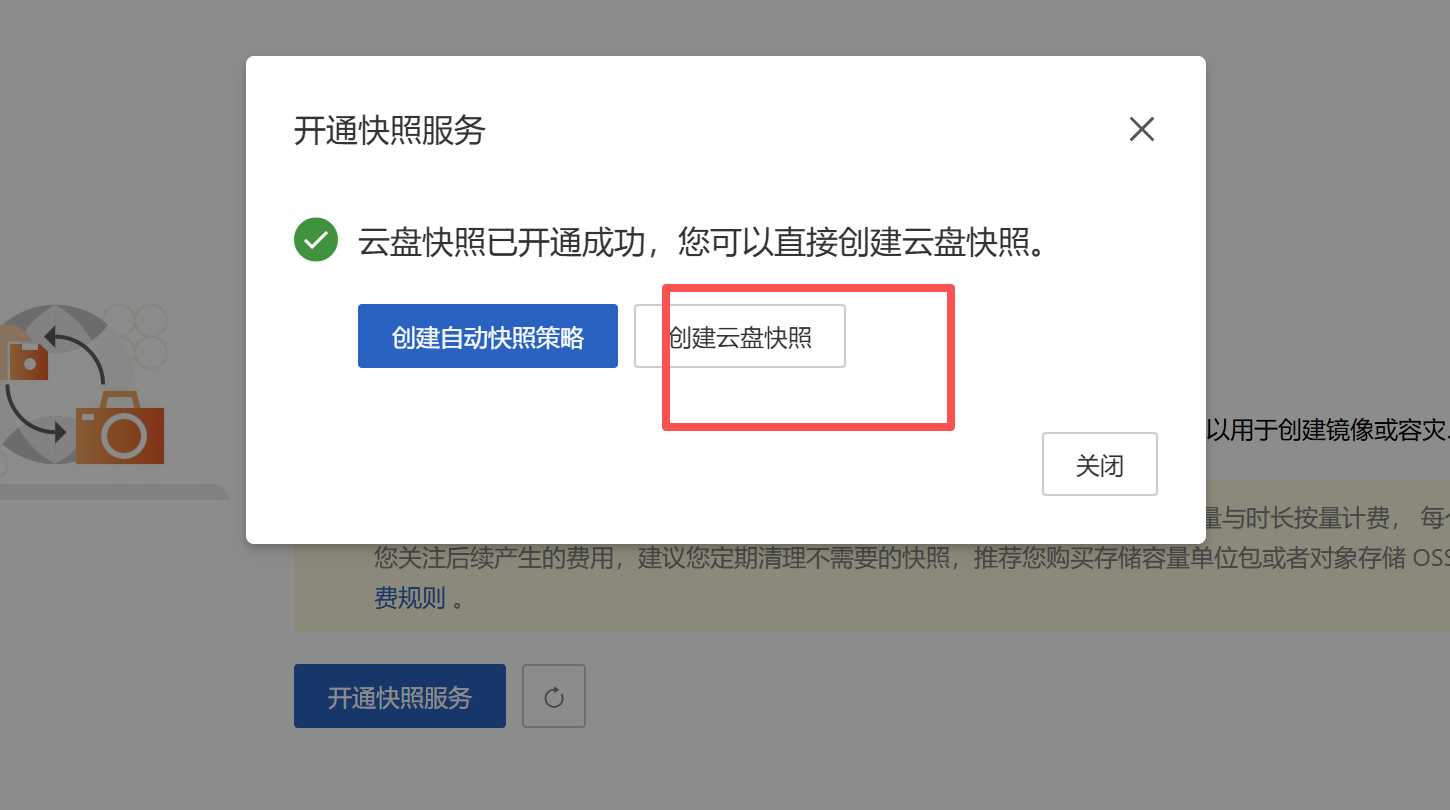 开通快照服务
云盘快照已开通成功，您可以直接创建云盘快照。
创建自动快照策略
创建云盘快照
以用于创建镜像或容灾、
关闭
量与时长按量计费， 每
您关注后续产生的费用，建议您定期清理不需要的快照，推荐您购买存储容量单位包或者对象存储 OSS
费规则 。
开通快照服务